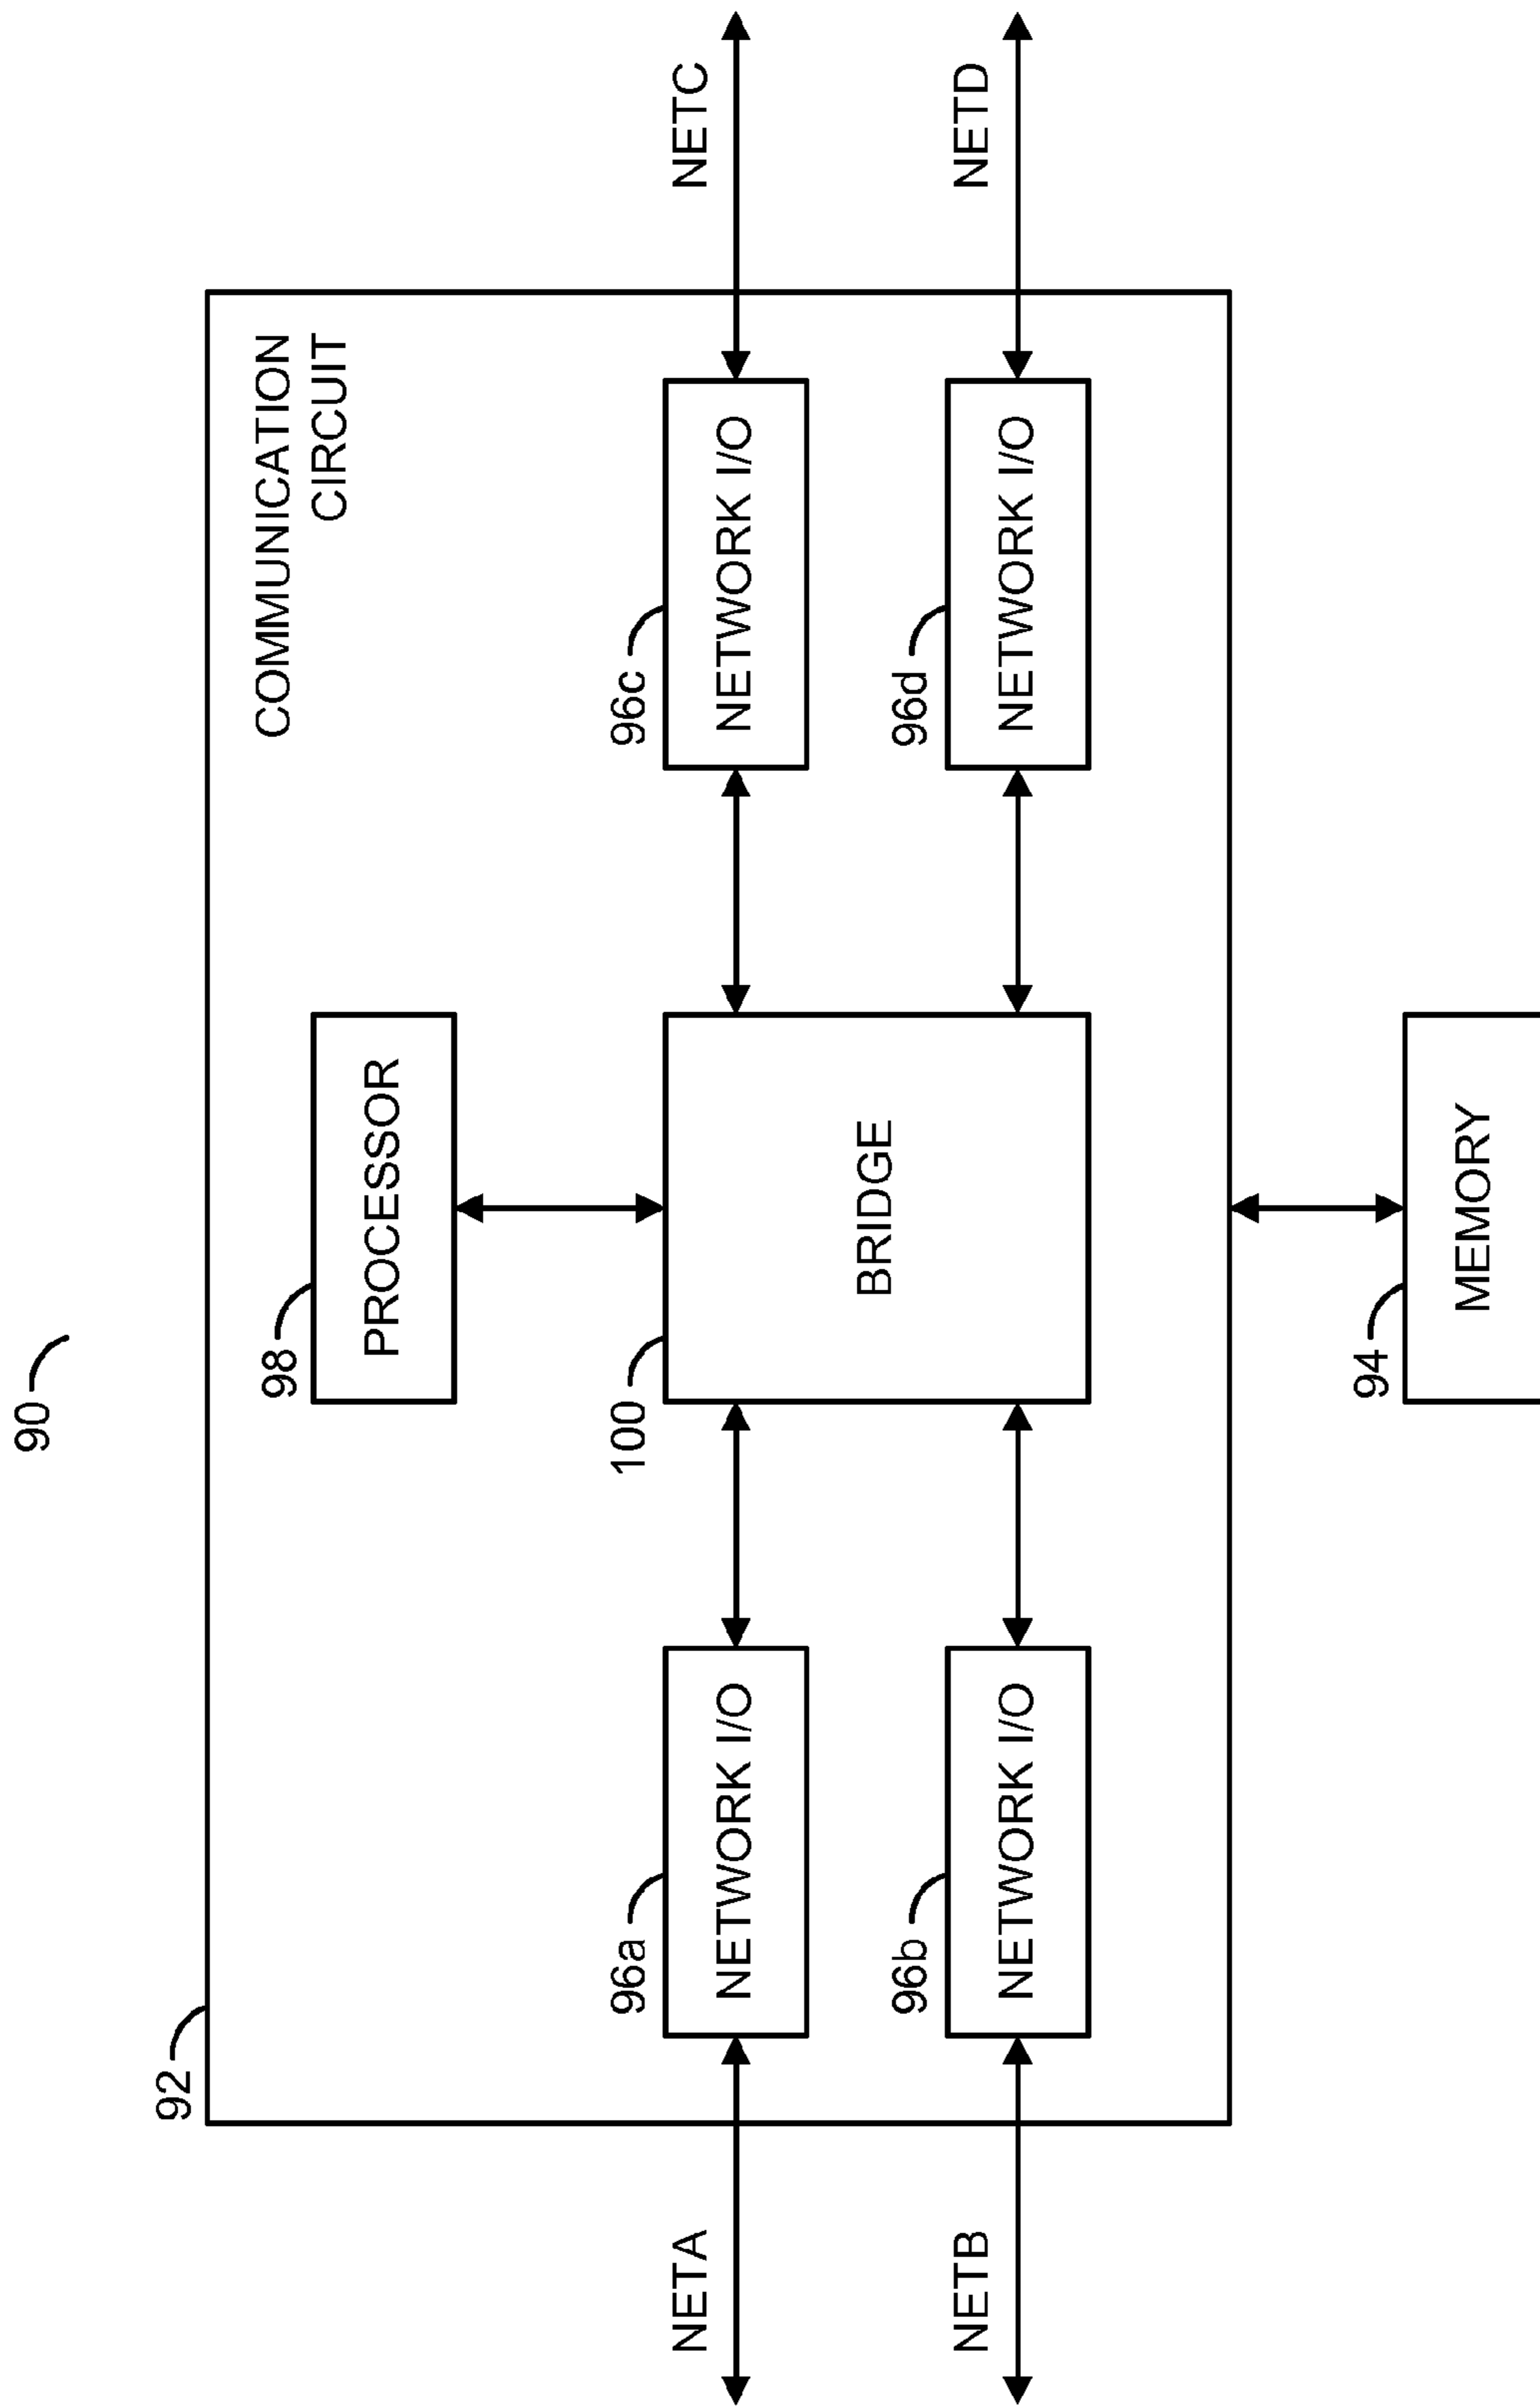 90
92
COMMUNICATION
CIRCUIT
98
PROCESSOR
NETA
96a
NETWORK I/O
100
BRIDGE
96c
NETWORK I/O
NETC
NETB
96b
NETWORK I/O
96d
NETWORK I/O
NETD
94
MEMORY